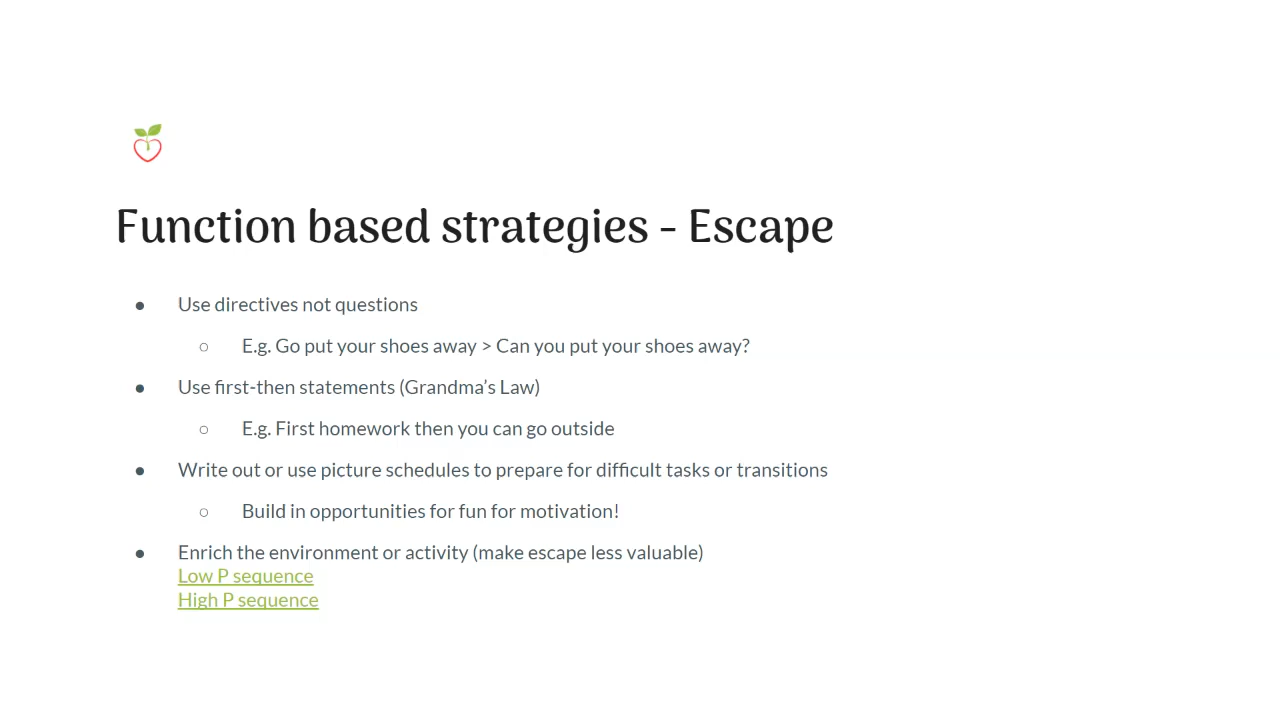 Function based strategies - Escape
● Use directives not questions
○ E.g. Go put your shoes away > Can you put your shoes away?
● Use first-then statements (Grandma’s Law)
○ E.g. First homework then you can go outside
● Write out or use picture schedules to prepare for difficult tasks or transitions
○ Build in opportunities for fun for motivation!
● Enrich the environment or activity (make escape less valuable)
Low P sequence
High P sequence